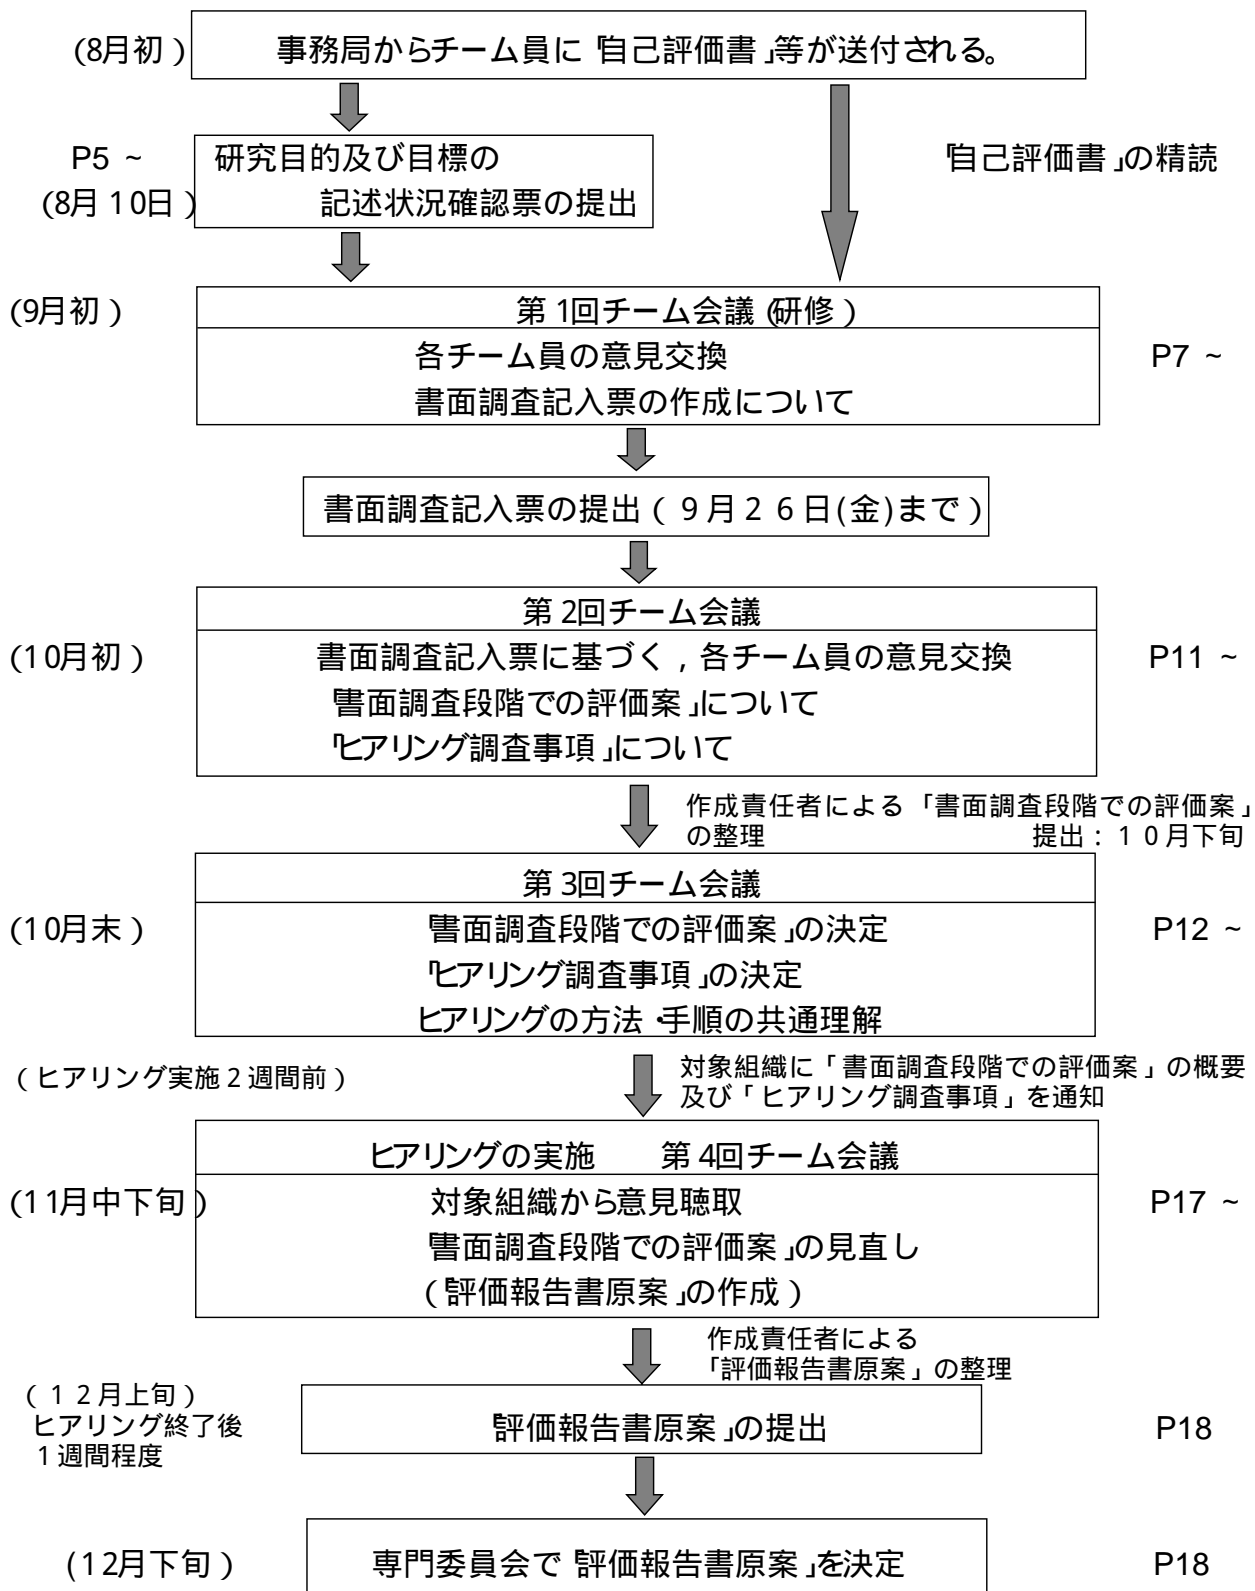 (8月初)
事務局からチーム員に「自己評価書」等が送付される。
P5 ~
(8月10日)
研究目的及び目標の
記述状況確認票の提出
「自己評価書」の精読
(9月初)
第1回チーム会議(研修)
各チーム員の意見交換
書面調査記入票の作成について
P7 ~
書面調査記入票の提出(9月26日(金)まで)
(10月初)
第2回チーム会議
書面調査記入票に基づく,各チーム員の意見交換
「書面調査段階での評価案」について
「ヒアリング調査事項」について
P11 ~
作成責任者による「書面調査段階での評価案」
の整理 提出:10月下旬
(10月末)
第3回チーム会議
「書面調査段階での評価案」の決定
「ヒアリング調査事項」の決定
ヒアリングの方法・手順の共通理解
P12 ~
(ヒアリング実施2週間前)
対象組織に「書面調査段階での評価案」の概要
及び「ヒアリング調査事項」を通知
(11月中下旬)
ヒアリングの実施 第4回チーム会議
対象組織から意見聴取
「書面調査段階での評価案」の見直し
(「評価報告書原案」の作成)
P17 ~
作成責任者による
「評価報告書原案」の整理
(12月上旬)
ヒアリング終了後
1週間程度
「評価報告書原案」の提出
P18
(12月下旬)
専門委員会で「評価報告書原案」を決定
P18